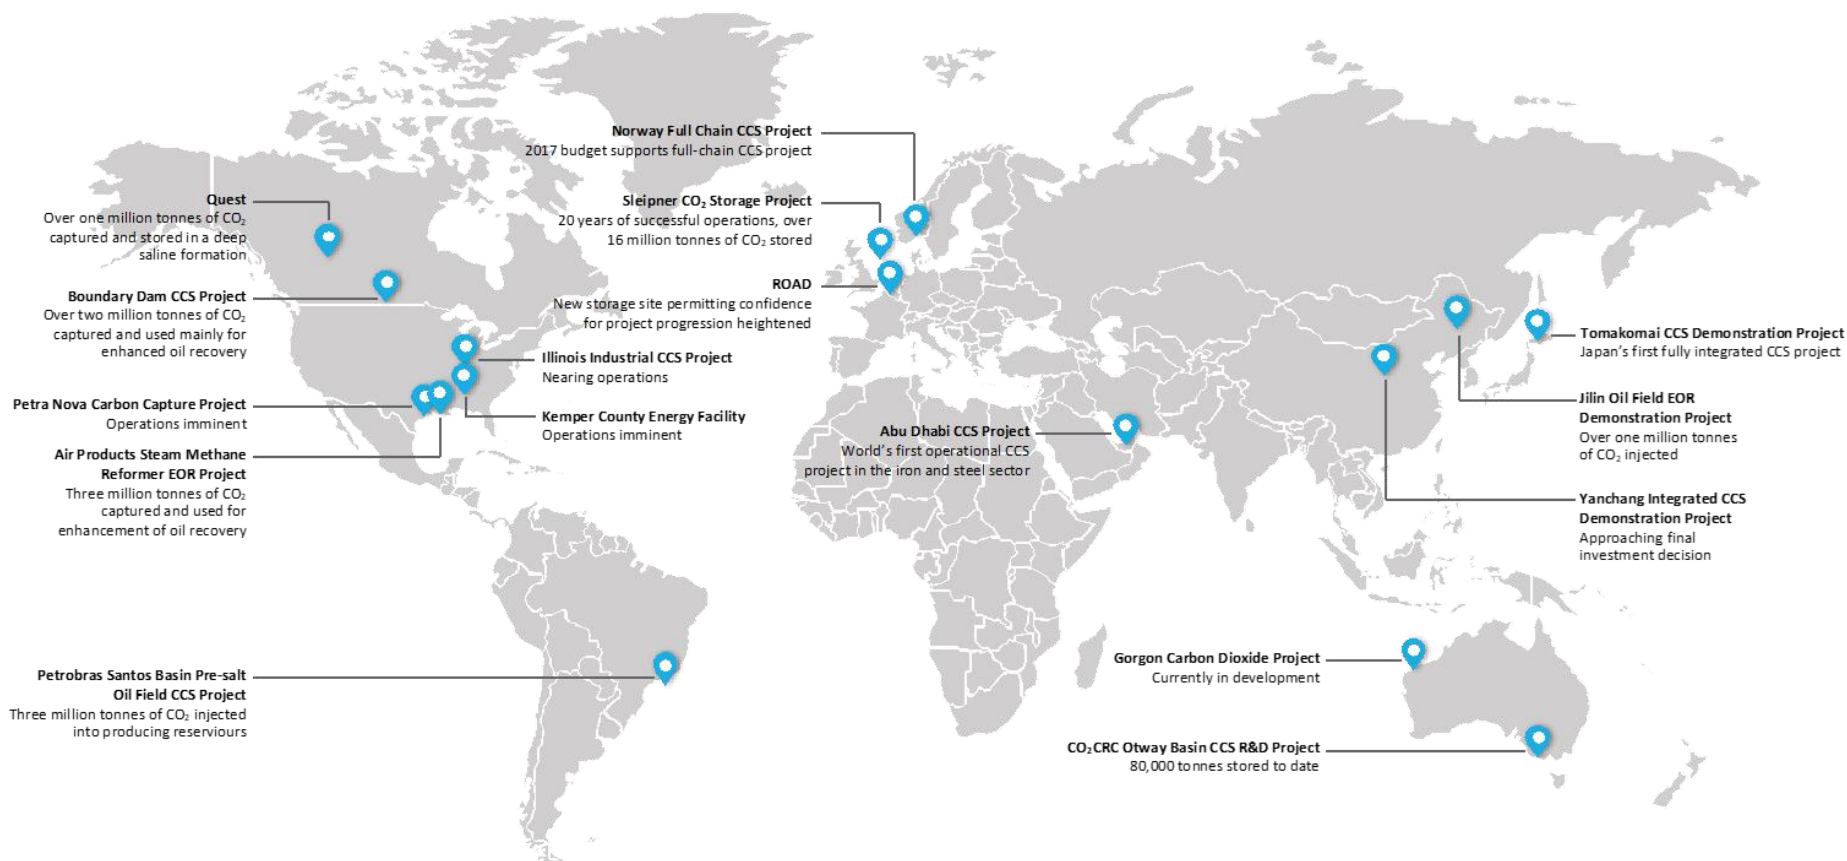 Norway Full Chain CCS Project
2017 budget supports full-chain CCS project
Quest
Over one million tonnes of CO₂
captured and stored in a deep
saline formation
Sleipner CO₂ Storage Project
20 years of successful operations, over
16 million tonnes of CO₂ stored
ROAD
New storage site permitting confidence
for project progression heightened
Boundary Dam CCS Project
Over two million tonnes of CO₂
captured and used mainly for
enhanced oil recovery
Illinois Industrial CCS Project
Nearing operations
Tomakomai CCS Demonstration Project
Japan's first fully integrated CCS project
Petra Nova Carbon Capture Project
Operations imminent
Kemper County Energy Facility
Operations imminent
Abu Dhabi CCS Project
World's first operational CCS
project in the iron and steel sector
Jilin Oil Field EOR
Demonstration Project
Over one million tonnes
of CO₂ injected
Air Products Steam Methane
Reformer EOR Project
Three million tonnes of CO₂
captured and used for
enhancement of oil recovery
Yanchang Integrated CCS
Demonstration Project
Approaching final
investment decision
Petrobras Santos Basin Pre-salt
Oil Field CCS Project
Three million tonnes of CO₂ injected
into producing reserviours
Gorgon Carbon Dioxide Project
Currently in development
CO₂CRC Otway Basin CCS R&D Project
80,000 tonnes stored to date